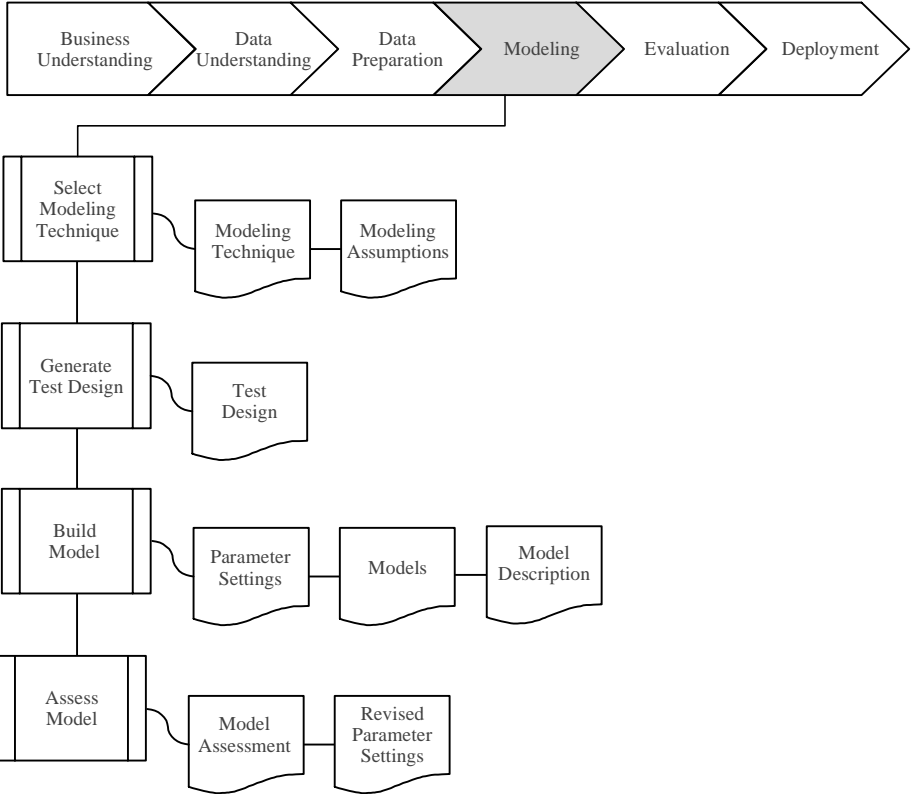 Business
Understanding
Data
Understanding
Data
Preparation
Modeling
Evaluation
Deployment
Select
Modeling
Technique
Modeling
Technique
Modeling
Assumptions
Generate
Test Design
Test
Design
Build
Model
Parameter
Settings
Models
Model
Description
Assess
Model
Model
Assessment
Revised
Parameter
Settings